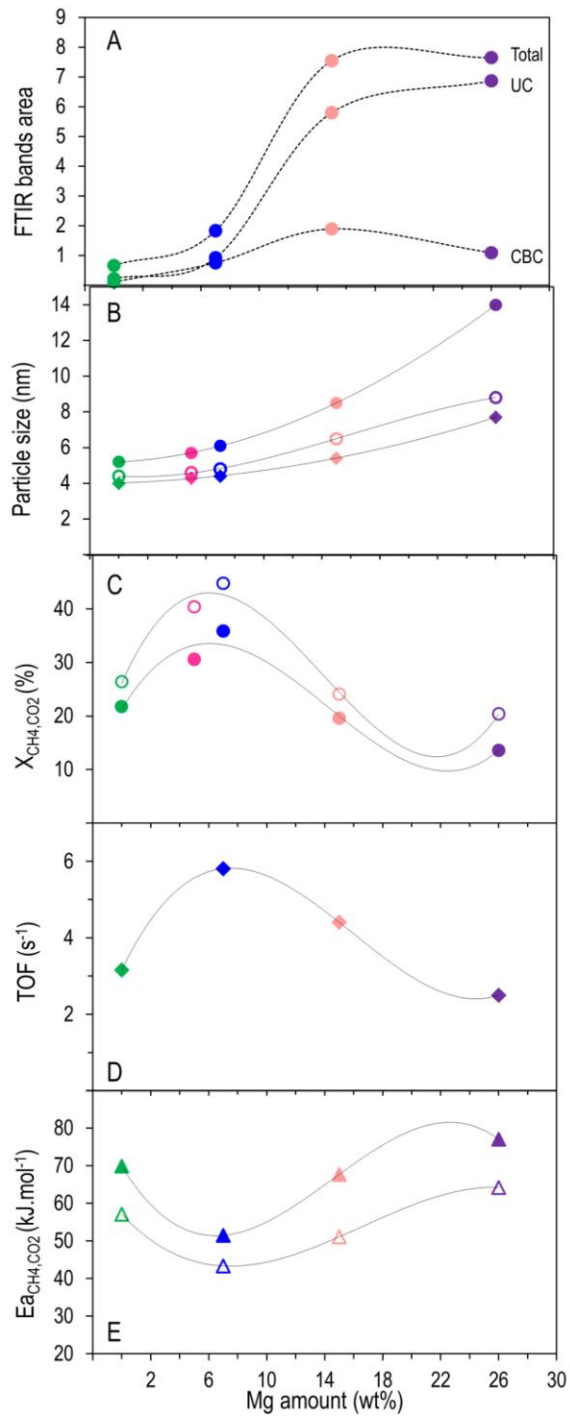 A
FTIR bands area
9
8
7
6
5
4
3
2
1
Total
UC
CBC
B
Particle size (nm)
14
12
10
8
6
4
2
C
X_CH4,CO2 (%)
40
30
20
10
D
TOF (s⁻¹)
6
4
2
E
Ea_CH4,CO2 (kJ.mol⁻¹)
80
70
60
50
40
30
20
2 6 10 14 18 22 26 30
Mg amount (wt%)